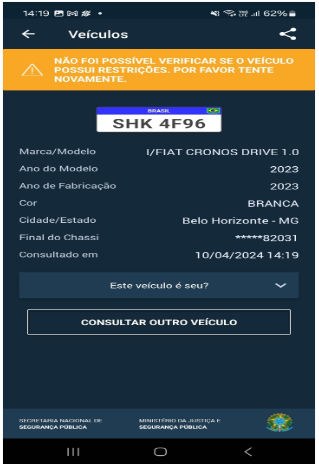 14:19
62%
Veículos
NÃO FOI POSSÍVEL VERIFICAR SE O VEÍCULO
POSSUI RESTRIÇÕES. POR FAVOR TENTE
NOVAMENTE.
BRASIL
SHK 4F96
Marca/Modelo I/FIAT CRONOS DRIVE 1.0
Ano do Modelo 2023
Ano de Fabricação 2023
Cor BRANCA
Cidade/Estado Belo Horizonte - MG
Final do Chassi *****82031
Consultado em 10/04/2024 14:19
Este veículo é seu?
CONSULTAR OUTRO VEÍCULO
SECRETARIA NACIONAL DE
SEGURANÇA PÚBLICA
MINISTÉRIO DA JUSTIÇA E
SEGURANÇA PÚBLICA